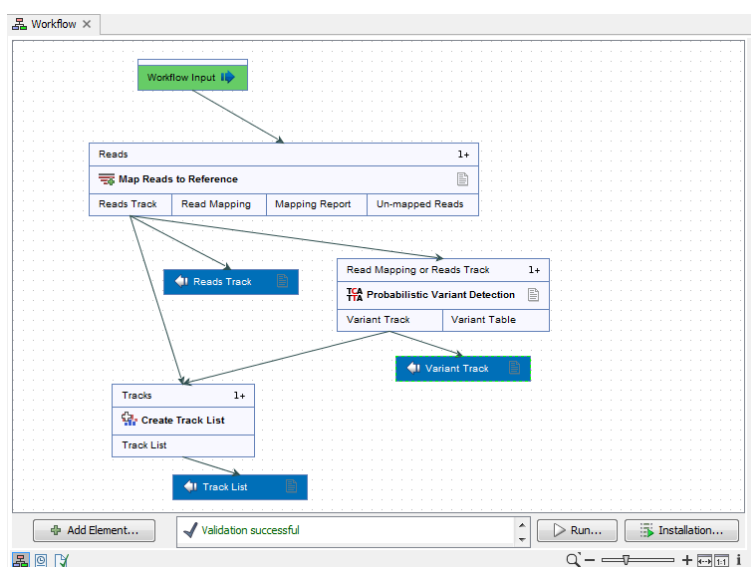 Workflow
Workflow Input
Reads 1+
Map Reads to Reference
Reads Track Read Mapping Mapping Report Un-mapped Reads
Reads Track
Read Mapping or Reads Track 1+
TCA
TTA Probabilistic Variant Detection
Variant Track Variant Table
Variant Track
Tracks 1+
Create Track List
Track List
Track List
Add Element... Validation successful Run... Installation...
1:1 i